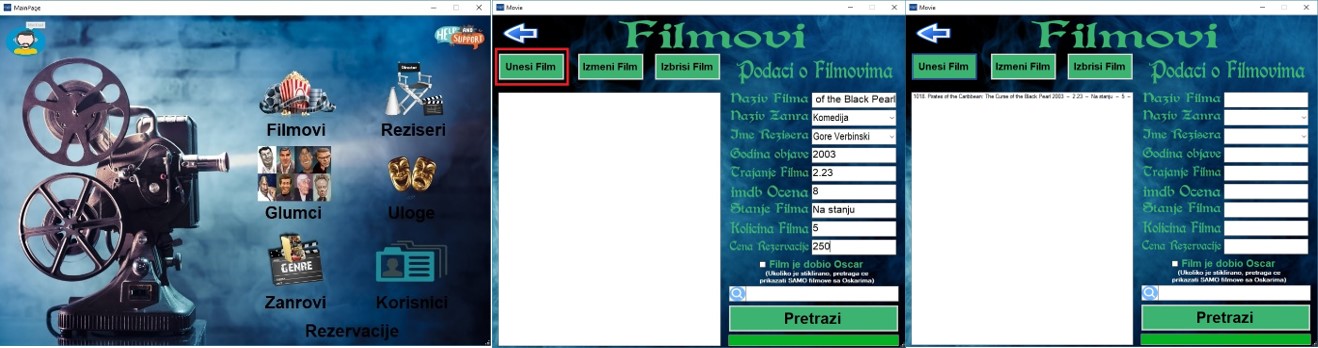 MainPage
HELP AND SUPPORT
Director
Filmovi
Reziseri
Glumci
Uloge
GENRE
Zanrovi
Korisnici
Rezervacije
Movie
Filmovi
Unesi Film
Izmeni Film
Izbrisi Film
Podaci o Filmovima
Naziv Filma of the Black Pearl
Naziv Zanra Komedija
Ime Rezisera Gore Verbinski
Godina objave 2003
Trajanje Filma 2.23
imdb Ocena 8
Stanje Filma Na stanju
Kolicina Filma 5
Cena Rezervacije 250
Film je dobio Oscar
(Ukoliko je stiklirano, pretraga ce
prikazati SAMO filmove sa Oskarima)
Pretrazi
Movie
Filmovi
Unesi Film
Izmeni Film
Izbrisi Film
Podaci o Filmovima
1010. Pirates of the Caribbean: The Curse of the Black Pearl 2003 – 2.23 – Na stanju – 5 –
Naziv Filma
Naziv Zanra
Ime Rezisera
Godina objave
Trajanje Filma
imdb Ocena
Stanje Filma
Kolicina Filma
Cena Rezervacije
Film je dobio Oscar
(Ukoliko je stiklirano, pretraga ce
prikazati SAMO filmove sa Oskarima)
Pretrazi